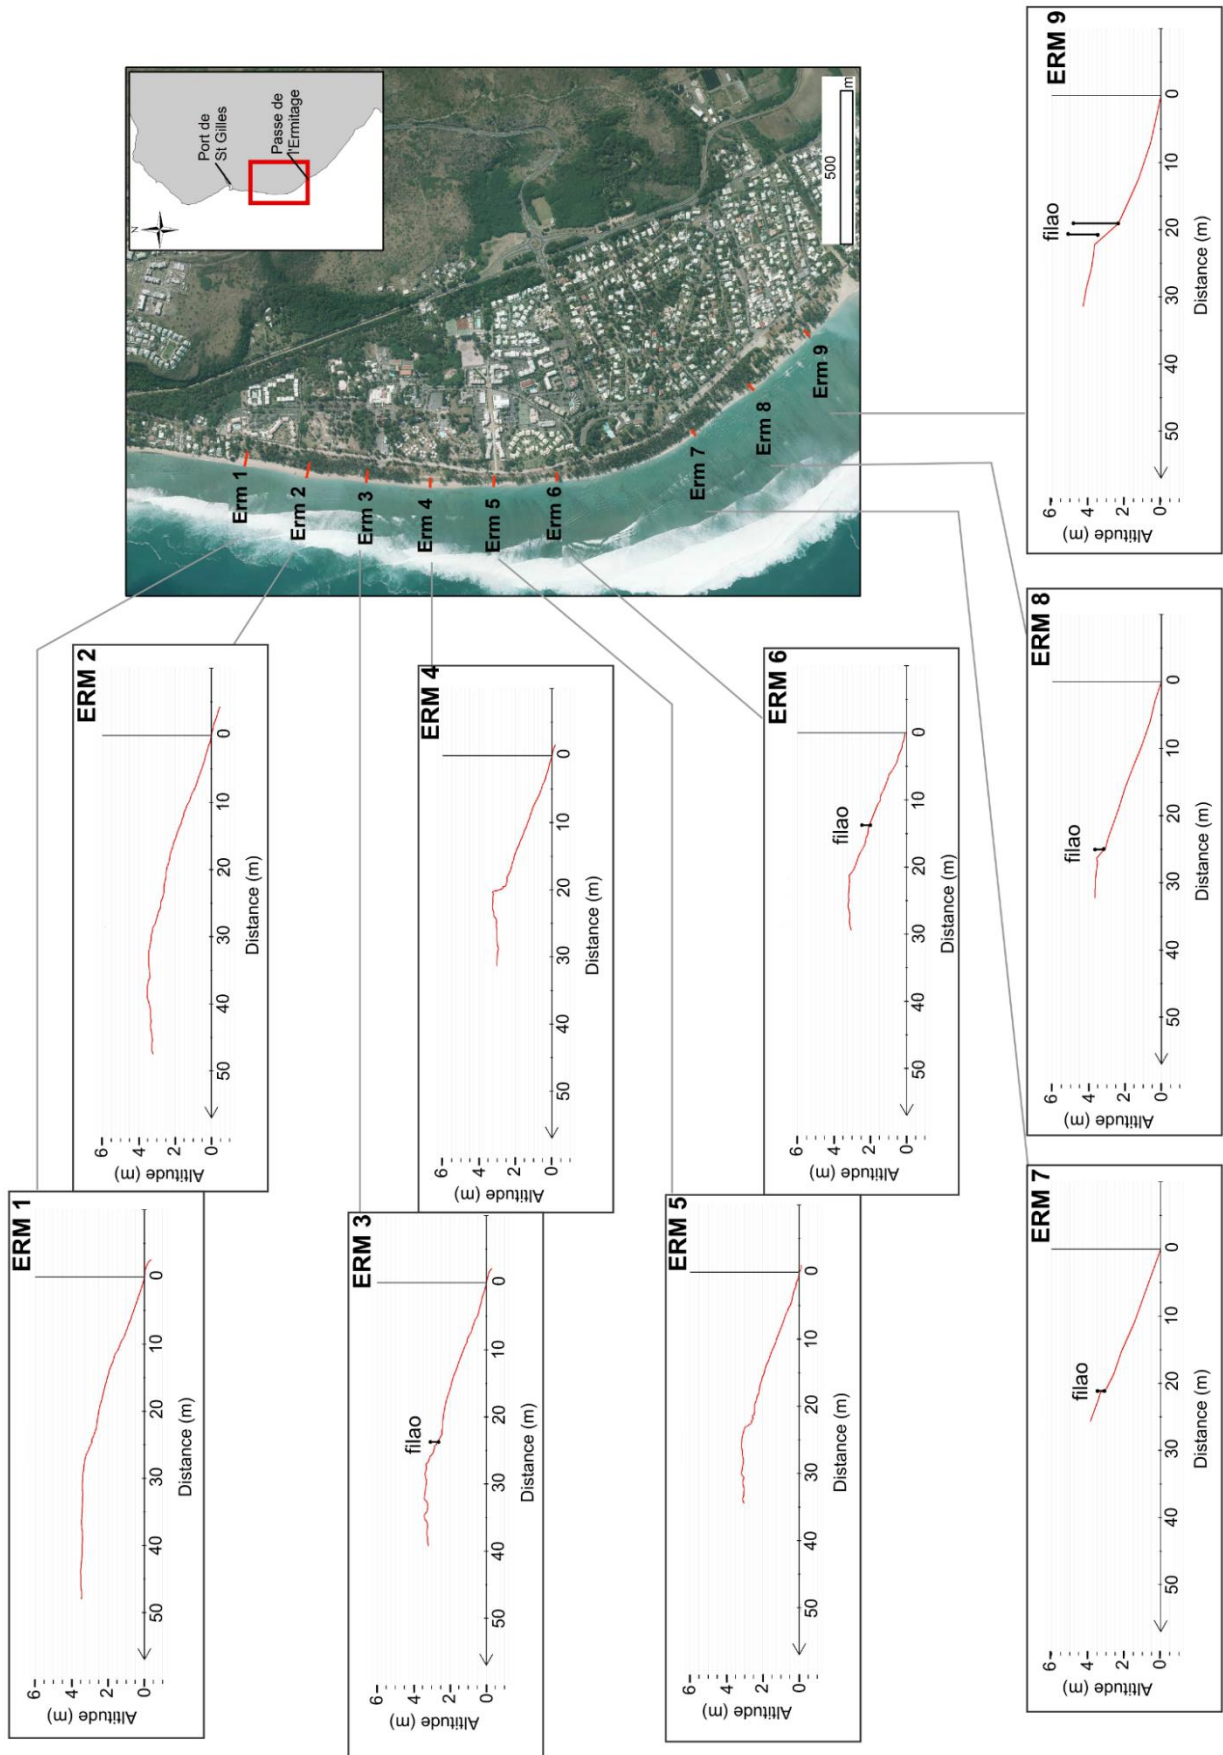 ERM 1
Altitude (m)
6
4
2
0
50
40
30
20
10
0
Distance (m)
ERM 2
Altitude (m)
6
4
2
0
50
40
30
20
10
0
Distance (m)
ERM 3
Altitude (m)
6
4
2
0
filao
50
40
30
20
10
0
Distance (m)
ERM 4
Altitude (m)
6
4
2
0
50
40
30
20
10
0
Distance (m)
ERM 5
Altitude (m)
6
4
2
0
50
40
30
20
10
0
Distance (m)
ERM 6
Altitude (m)
6
4
2
0
filao
50
40
30
20
10
0
Distance (m)
N
Port de
St Gilles
Passe de
l'Ermitage
Erm 1
Erm 2
Erm 3
Erm 4
Erm 5
Erm 6
Erm 7
Erm 8
Erm 9
500
m
ERM 7
Altitude (m)
6
4
2
0
filao
50
40
30
20
10
0
Distance (m)
ERM 8
Altitude (m)
6
4
2
0
filao
50
40
30
20
10
0
Distance (m)
ERM 9
Altitude (m)
6
4
2
0
filao
50
40
30
20
10
0
Distance (m)